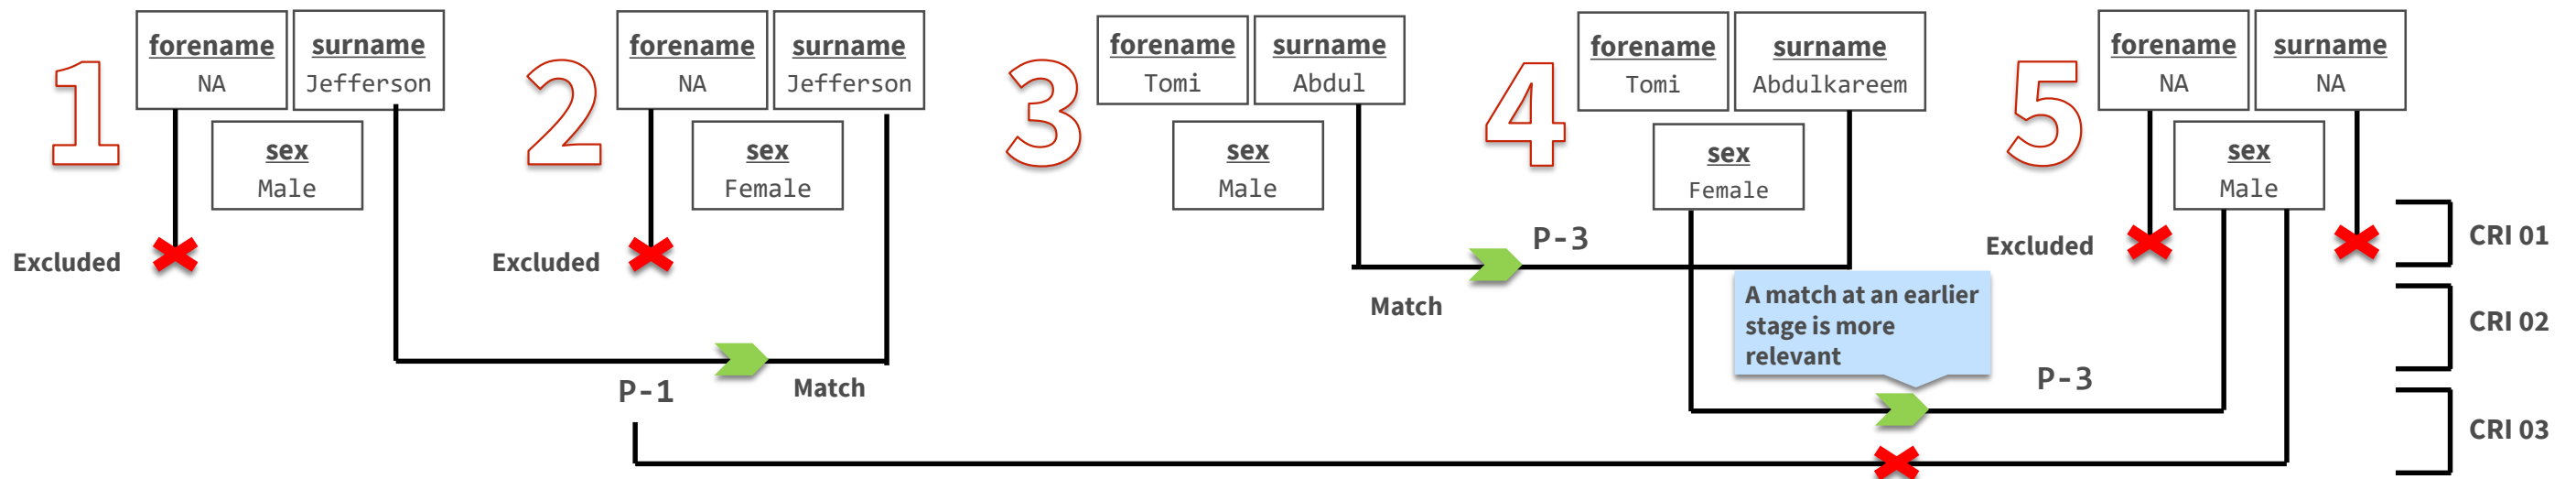 1
forename
NA
surname
Jefferson
sex
Male
Excluded
2
forename
NA
surname
Jefferson
sex
Female
Excluded
P-1
Match
3
forename
Tomi
surname
Abdul
sex
Male
Match
P-3
4
forename
Tomi
surname
Abdulkareem
sex
Female
A match at an earlier
stage is more
relevant
P-3
5
forename
NA
surname
NA
sex
Male
Excluded
CRI 01
CRI 02
CRI 03